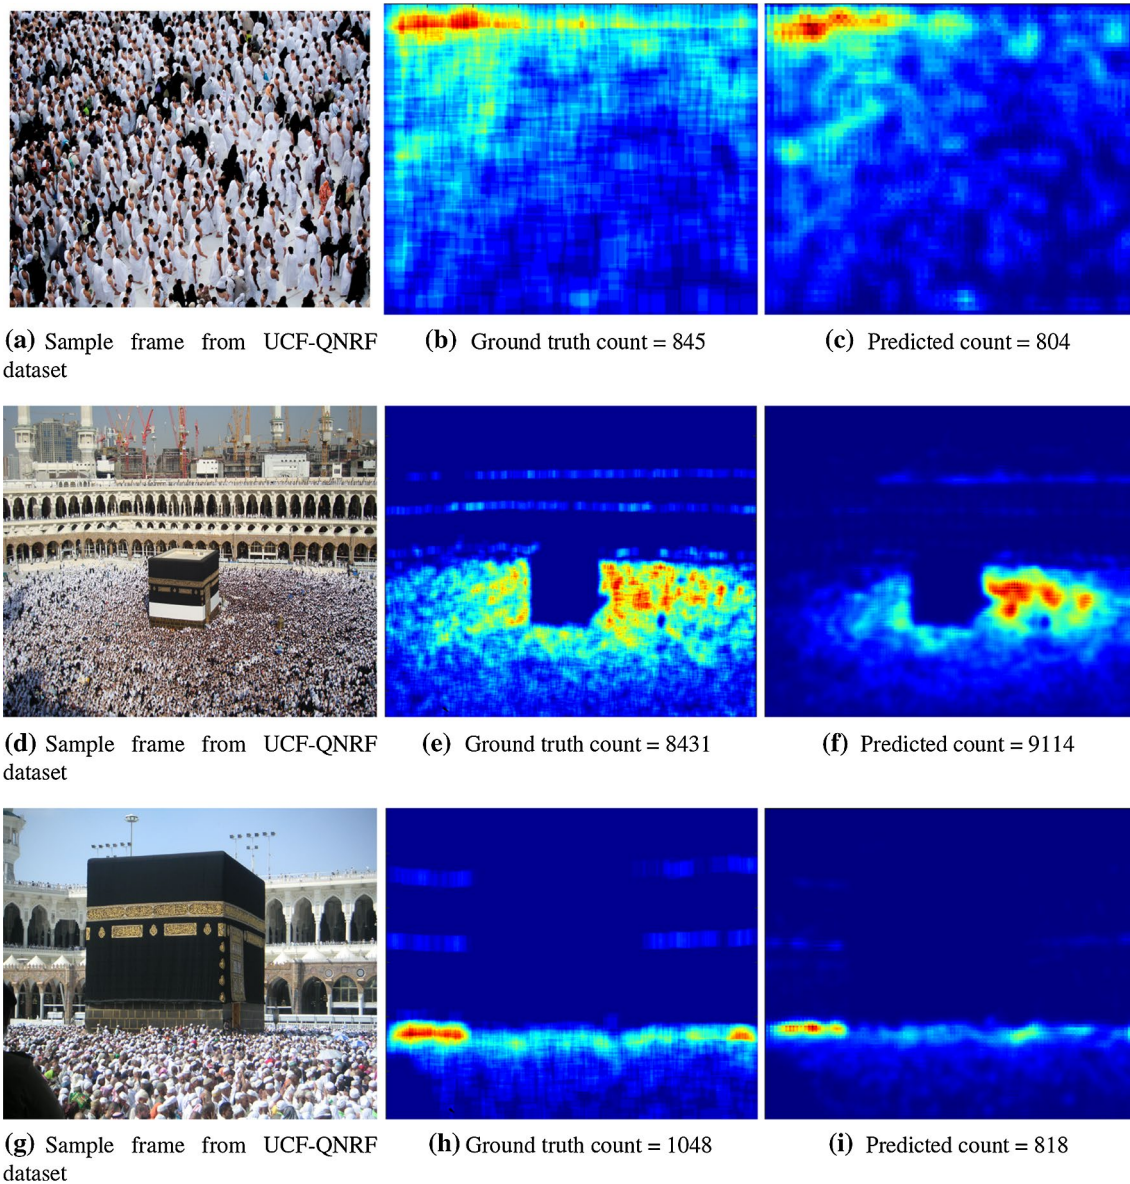 (a) Sample frame from UCF-QNRF
dataset
(b) Ground truth count = 845
(c) Predicted count = 804
(d) Sample frame from UCF-QNRF
dataset
(e) Ground truth count = 8431
(f) Predicted count = 9114
(g) Sample frame from UCF-QNRF
dataset
(h) Ground truth count = 1048
(i) Predicted count = 818